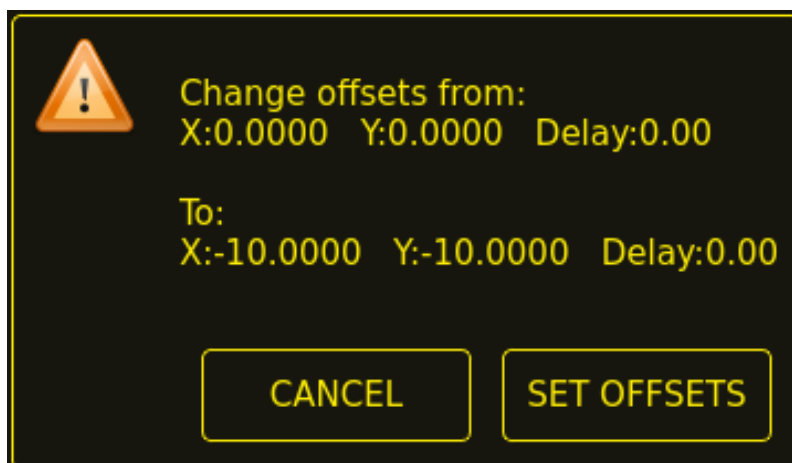 Change offsets from:
X:0.0000 Y:0.0000 Delay:0.00
To:
X:-10.0000 Y:-10.0000 Delay:0.00
CANCEL SET OFFSETS